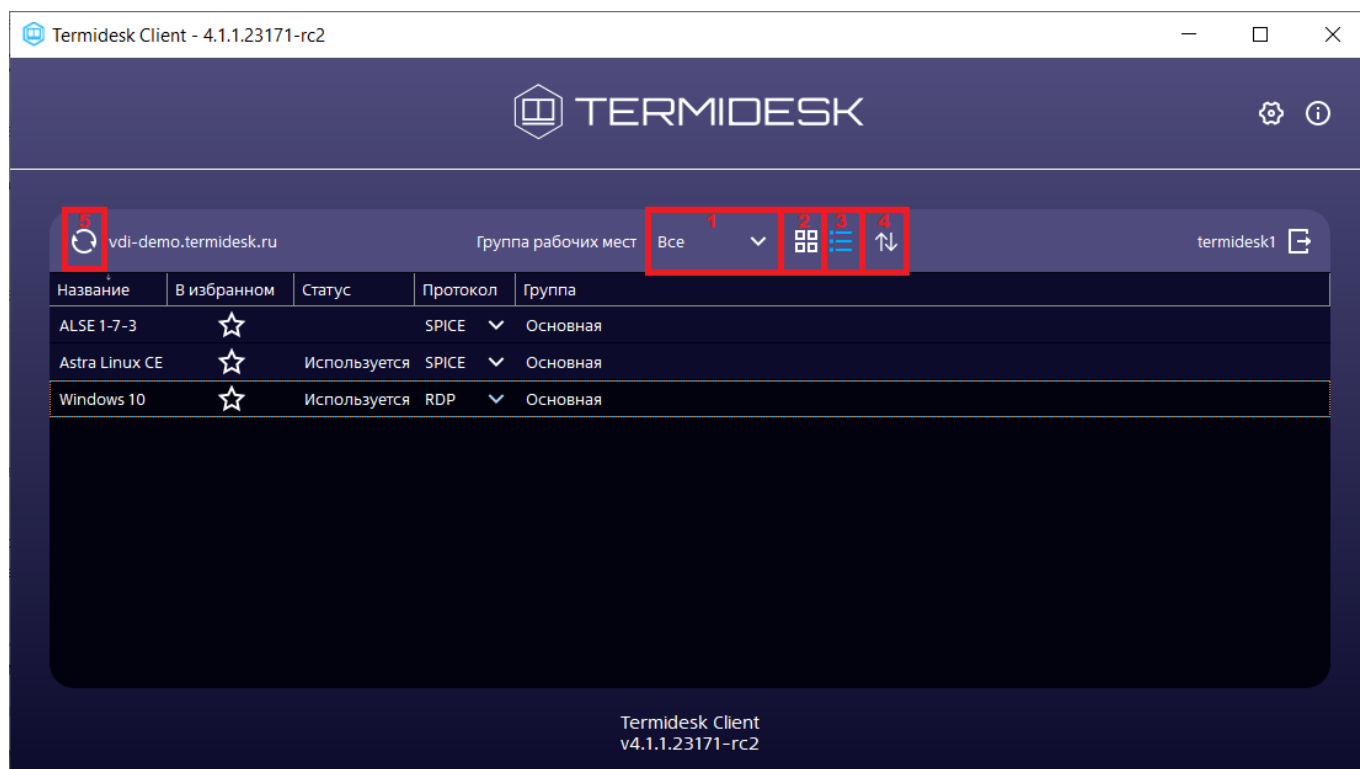 Termidesk Client - 4.1.1.23171-rc2
TERMIDESK
5 1 2 3 4
vdi-demo.termidesk.ru Группа рабочих мест Все termidesk1
Название В избранном Статус Протокол Группа
ALSE 1-7-3 SPICE Основная
Astra Linux CE Используется SPICE Основная
Windows 10 Используется RDP Основная
Termidesk Client
v4.1.1.23171-rc2